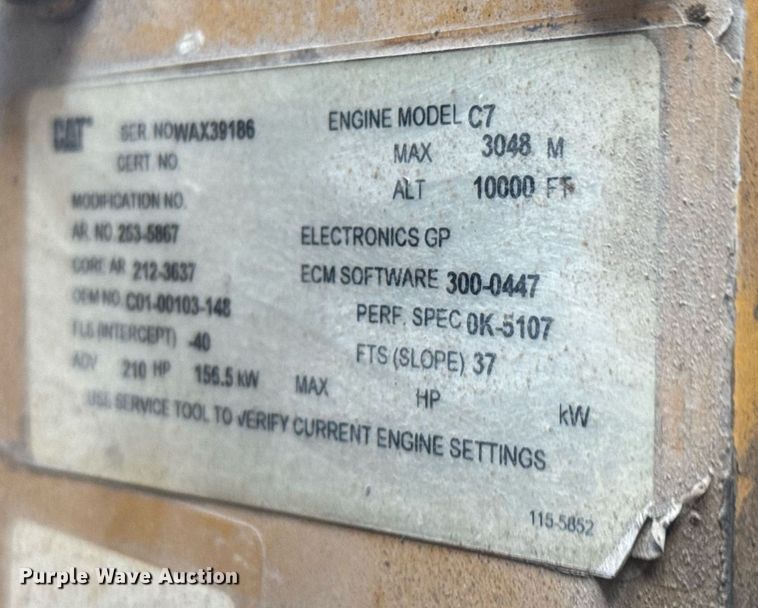 CAT SER. NO WAX39186 ENGINE MODEL C7
CERT. NO. MAX 3048 M
MODIFICATION NO. ALT 10000 FT
AR. NO. 253-5867 ELECTRONICS GP
CORE AR 212-3637 ECM SOFTWARE 300-0447
OEM NO. C01-00103-148 PERF. SPEC 0K-5107
FLS (INTERCEPT) -40 FTS (SLOPE) 37
ADV 210 HP 156.5 kW MAX HP kW
USE SERVICE TOOL TO VERIFY CURRENT ENGINE SETTINGS
115-5852
Purple Wave Auction